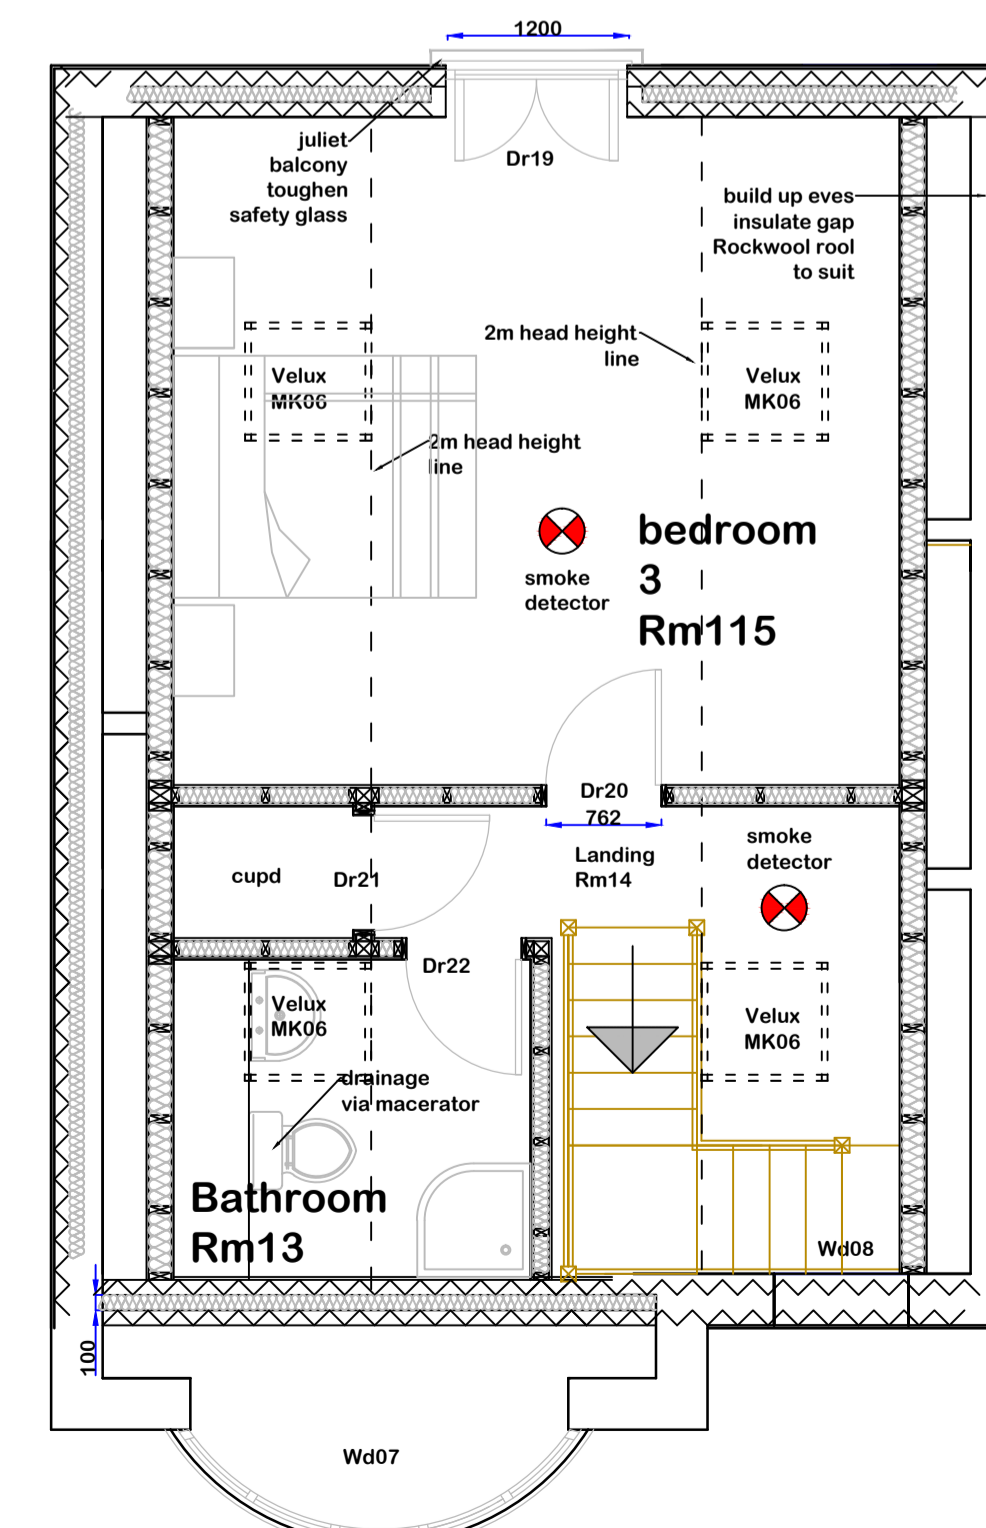 1200
juliet
balcony
toughen
safety glass
Dr19
build up eves
insulate gap
Rockwool rool
to suit
2m head height
line
Velux
MK06
Velux
MK06
2m head height
line
bedroom
3
Rm115
smoke
detector
Dr20
762
smoke
detector
Landing
Rm14
cupd
Dr21
Dr22
Velux
MK06
Velux
MK06
drainage
via macerator
Bathroom
Rm13
Wd08
100
Wd07